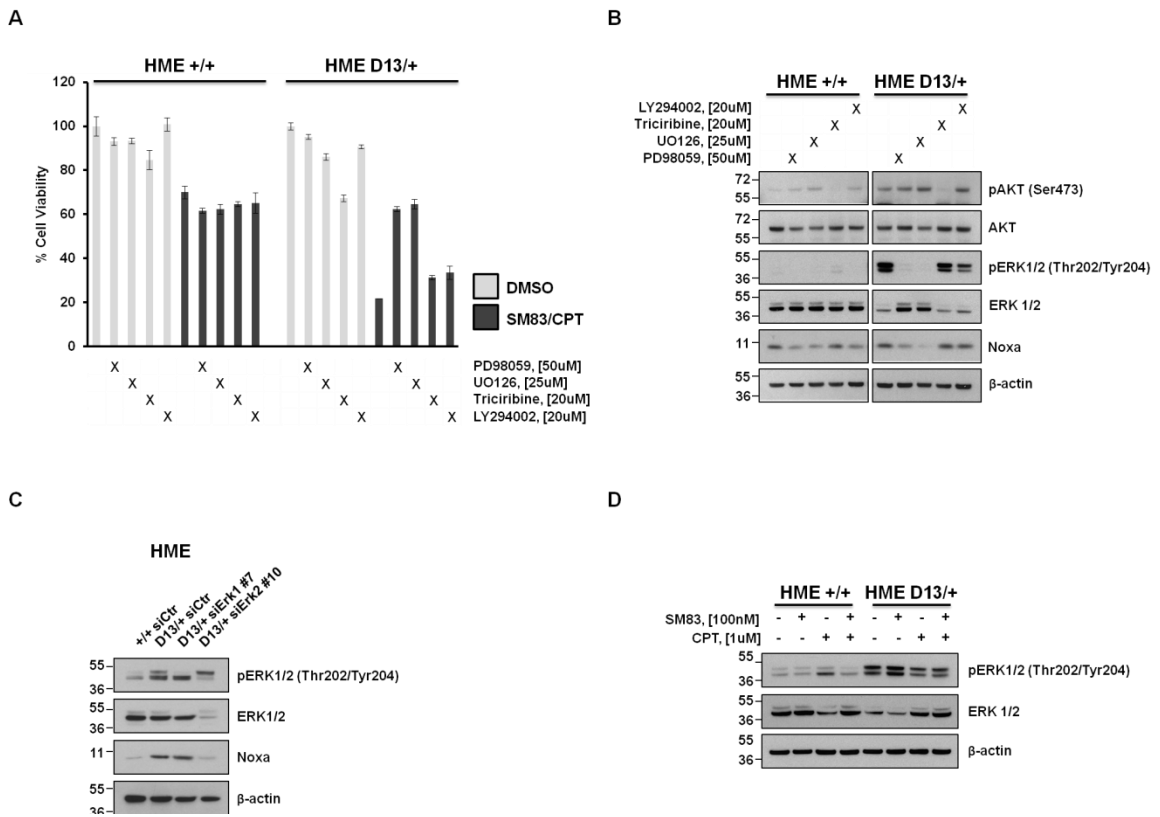 A
HME +/+
HME D13/+
% Cell Viability
120
100
80
60
40
20
0
DMSO
SM83/CPT
X X X X PD98059, [50uM]
X X X X UO126, [25uM]
X X X X Triciribine, [20uM]
X X X X LY294002, [20uM]
B
HME +/+ HME D13/+
LY294002, [20uM] X X
Triciribine, [20uM] X X
UO126, [25uM] X X
PD98059, [50uM] X X
72
55
pAKT (Ser473)
72
55
AKT
55
36
pERK1/2 (Thr202/Tyr204)
55
36
ERK 1/2
11
Noxa
55
36
β-actin
C
HME
+/+ siCtr
D13/+ siCtr
D13/+ siErk1 #7
D13/+ siErk2 #10
55
36
pERK1/2 (Thr202/Tyr204)
55
36
ERK1/2
11
Noxa
55
36
β-actin
D
HME +/+ HME D13/+
SM83, [100nM] - + - + - + - +
CPT, [1uM] - - + + - - + +
55
36
pERK1/2 (Thr202/Tyr204)
55
36
ERK 1/2
55
36
β-actin